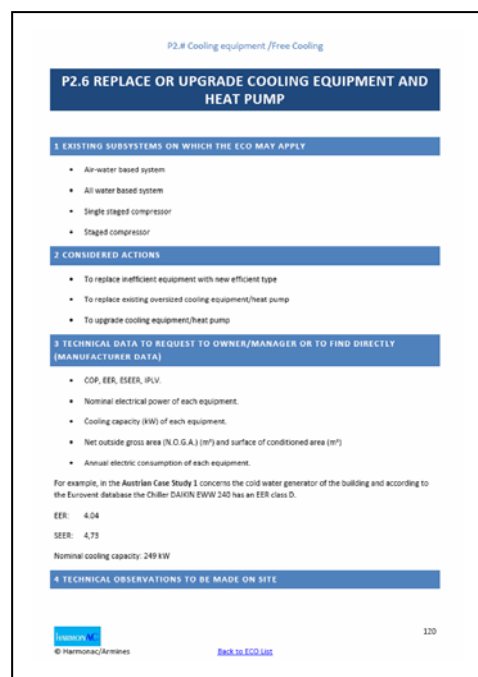 P2.# Cooling equipment /Free Cooling
P2.6 REPLACE OR UPGRADE COOLING EQUIPMENT AND
HEAT PUMP
1 EXISTING SUBSYSTEMS ON WHICH THE ECO MAY APPLY
• Air-water based system
• All water based system
• Single staged compressor
• Staged compressor
2 CONSIDERED ACTIONS
• To replace inefficient equipment with new efficient type
• To replace existing oversized cooling equipment/heat pump
• To upgrade cooling equipment/heat pump
3 TECHNICAL DATA TO REQUEST TO OWNER/MANAGER OR TO FIND DIRECTLY
(MANUFACTURER DATA)
• COP, EER, ESEER, IPLV.
• Nominal electrical power of each equipment.
• Cooling capacity (kW) of each equipment.
• Net outside gross area (N.O.G.A.) (m²) and surface of conditioned area (m²)
• Annual electric consumption of each equipment.
For example, in the Austrian Case Study 1 concerns the cold water generator of the building and according to
the Eurovent database the Chiller DAIKIN EWW 240 has an EER class D.
EER: 4.04
SEER: 4,73
Nominal cooling capacity: 249 kW
4 TECHNICAL OBSERVATIONS TO BE MADE ON SITE
HARMONAC
120
© Harmonac/Armines Back to ECO List